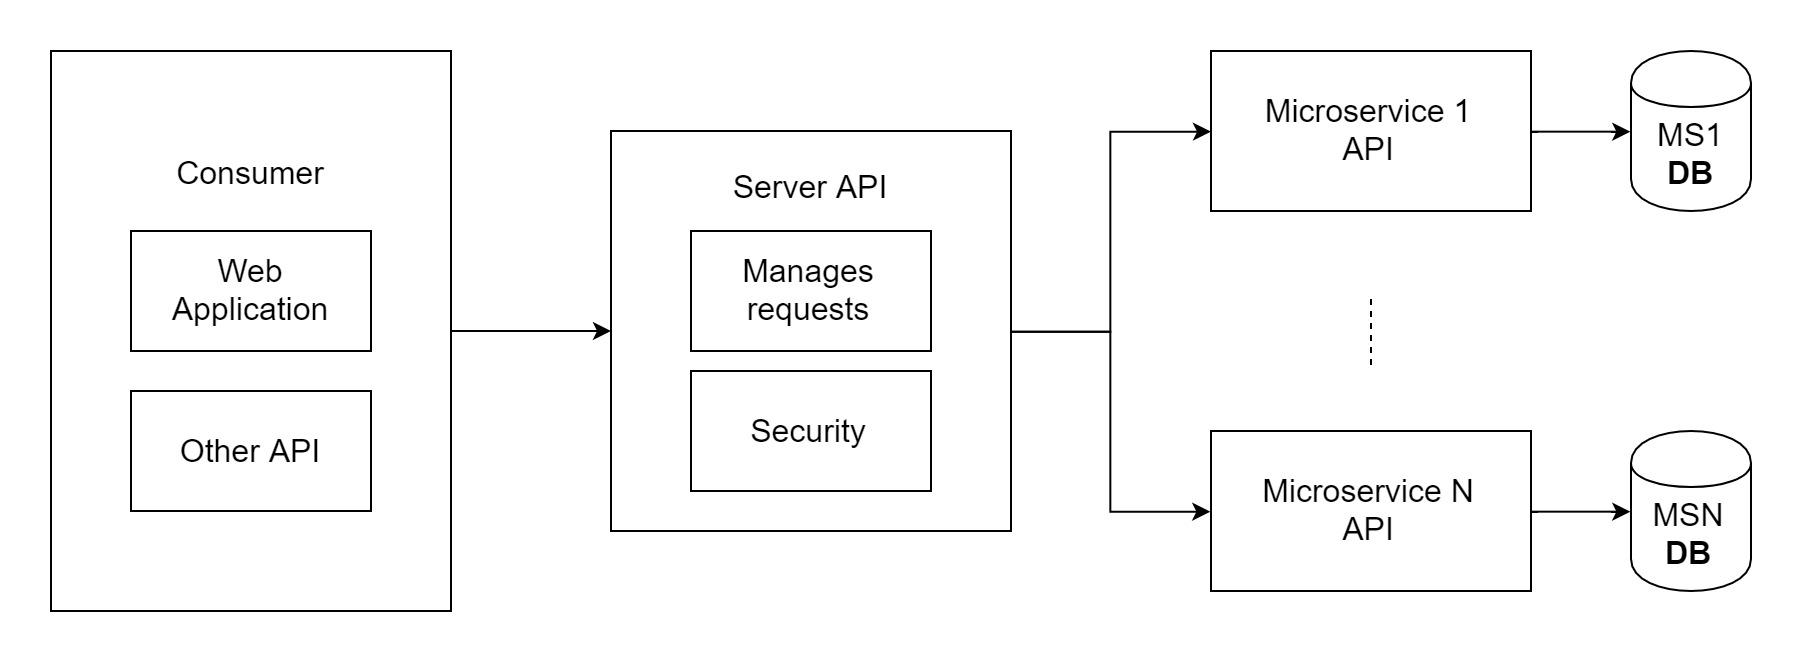 Consumer
Web
Application
Other API
Server API
Manages
requests
Security
Microservice 1
API
MS1
DB
Microservice N
API
MSN
DB